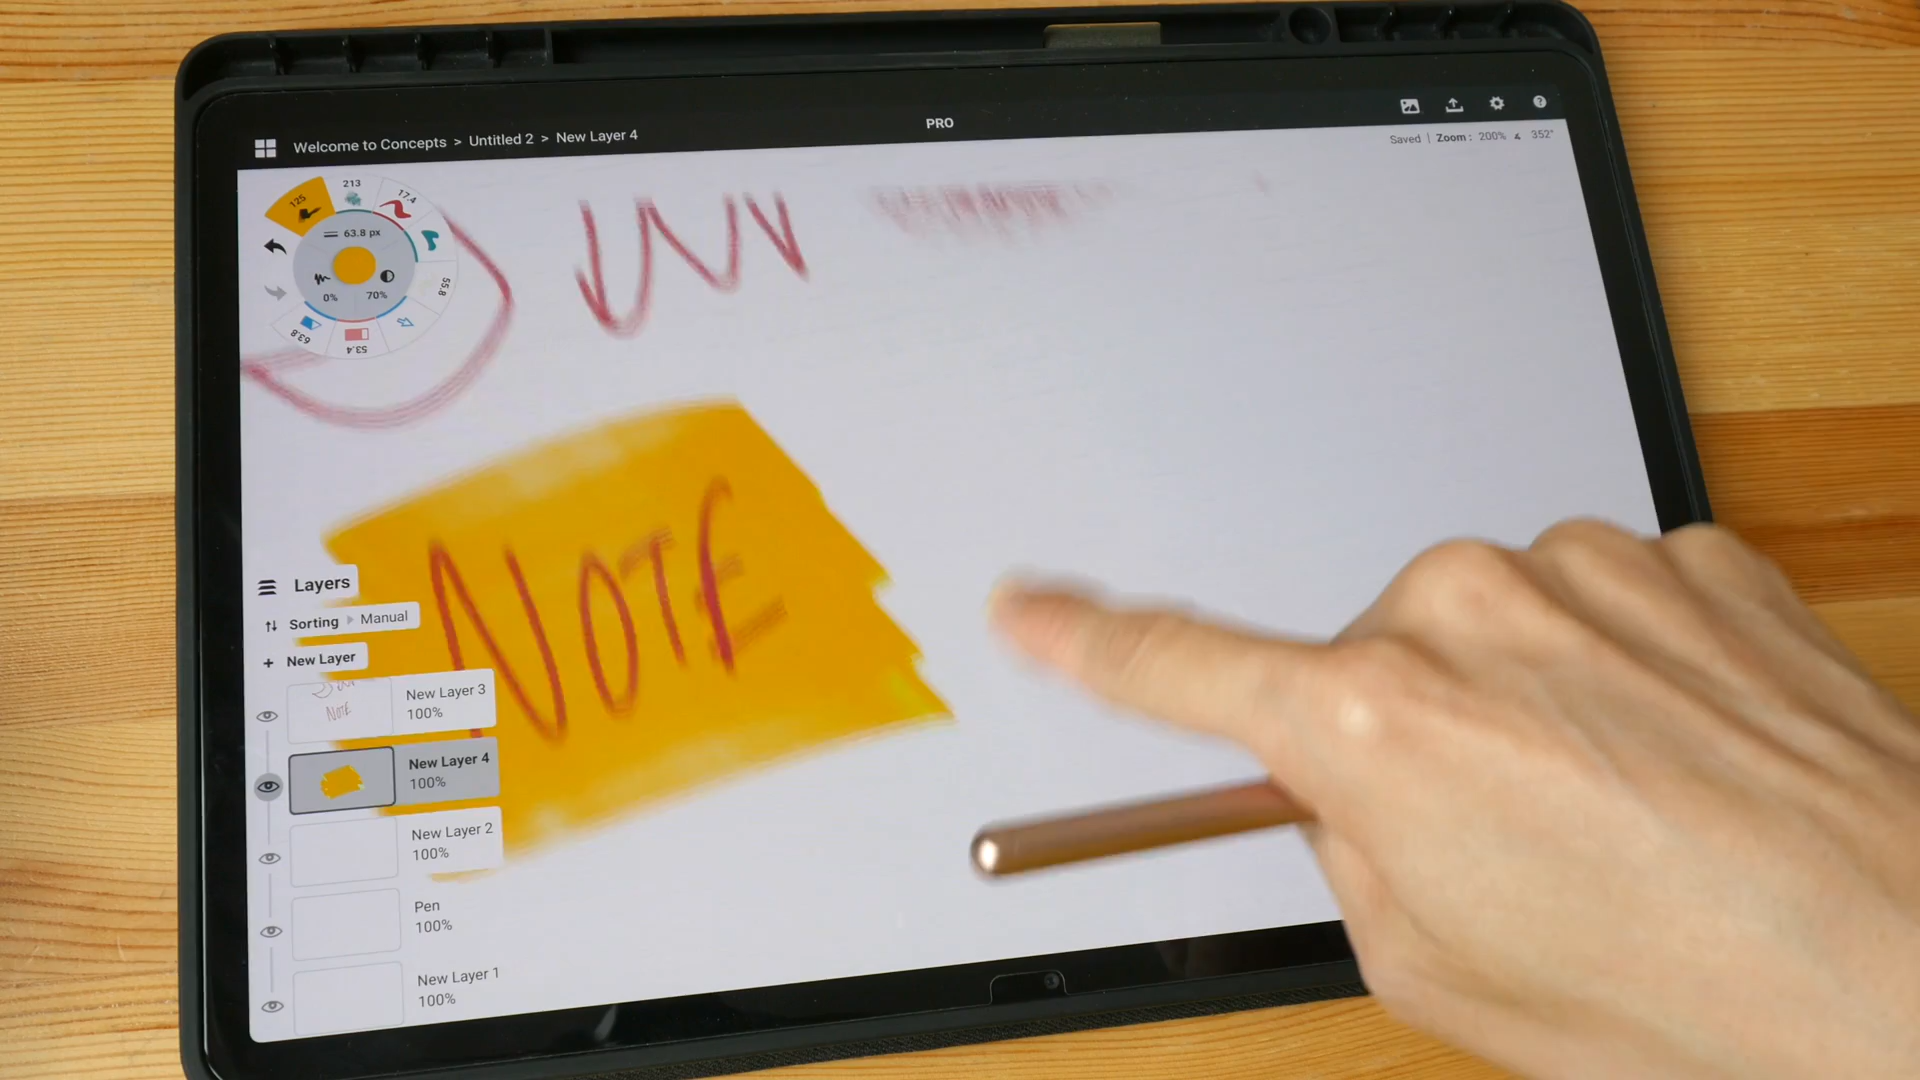 PRO
Welcome to Concepts > Untitled 2 > New Layer 4
Saved | Zoom : 200% 352°
125
213
17.4
63.8 px
55.8
0%
70%
63.8
53.4
NOTE
Layers
Sorting Manual
+ New Layer
New Layer 3
100%
NOTE
New Layer 4
100%
New Layer 2
100%
Pen
100%
New Layer 1
100%